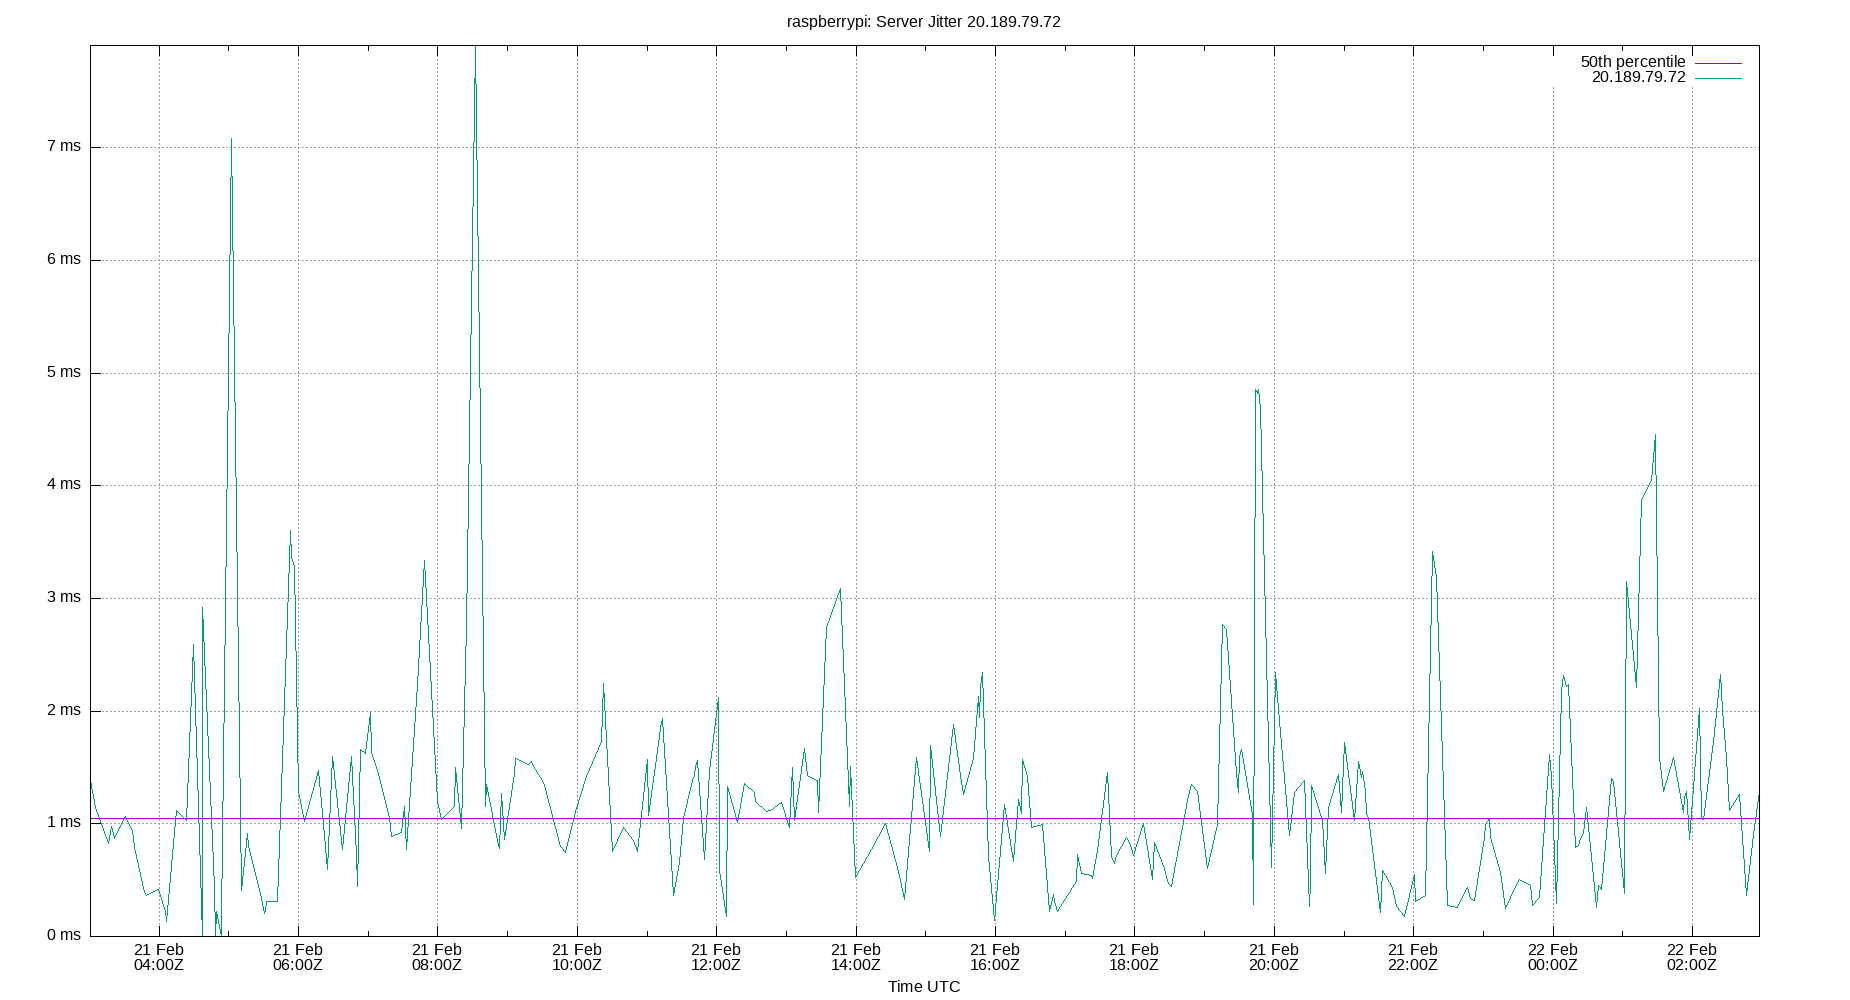 raspberrypi: Server Jitter 20.189.79.72
50th percentile
20.189.79.72
7 ms
6 ms
5 ms
4 ms
3 ms
2 ms
1 ms
0 ms
21 Feb 21 Feb 21 Feb 21 Feb 21 Feb 21 Feb 21 Feb 21 Feb 21 Feb 21 Feb 22 Feb 22 Feb
04:00Z 06:00Z 08:00Z 10:00Z 12:00Z 14:00Z 16:00Z 18:00Z 20:00Z 22:00Z 00:00Z 02:00Z
Time UTC